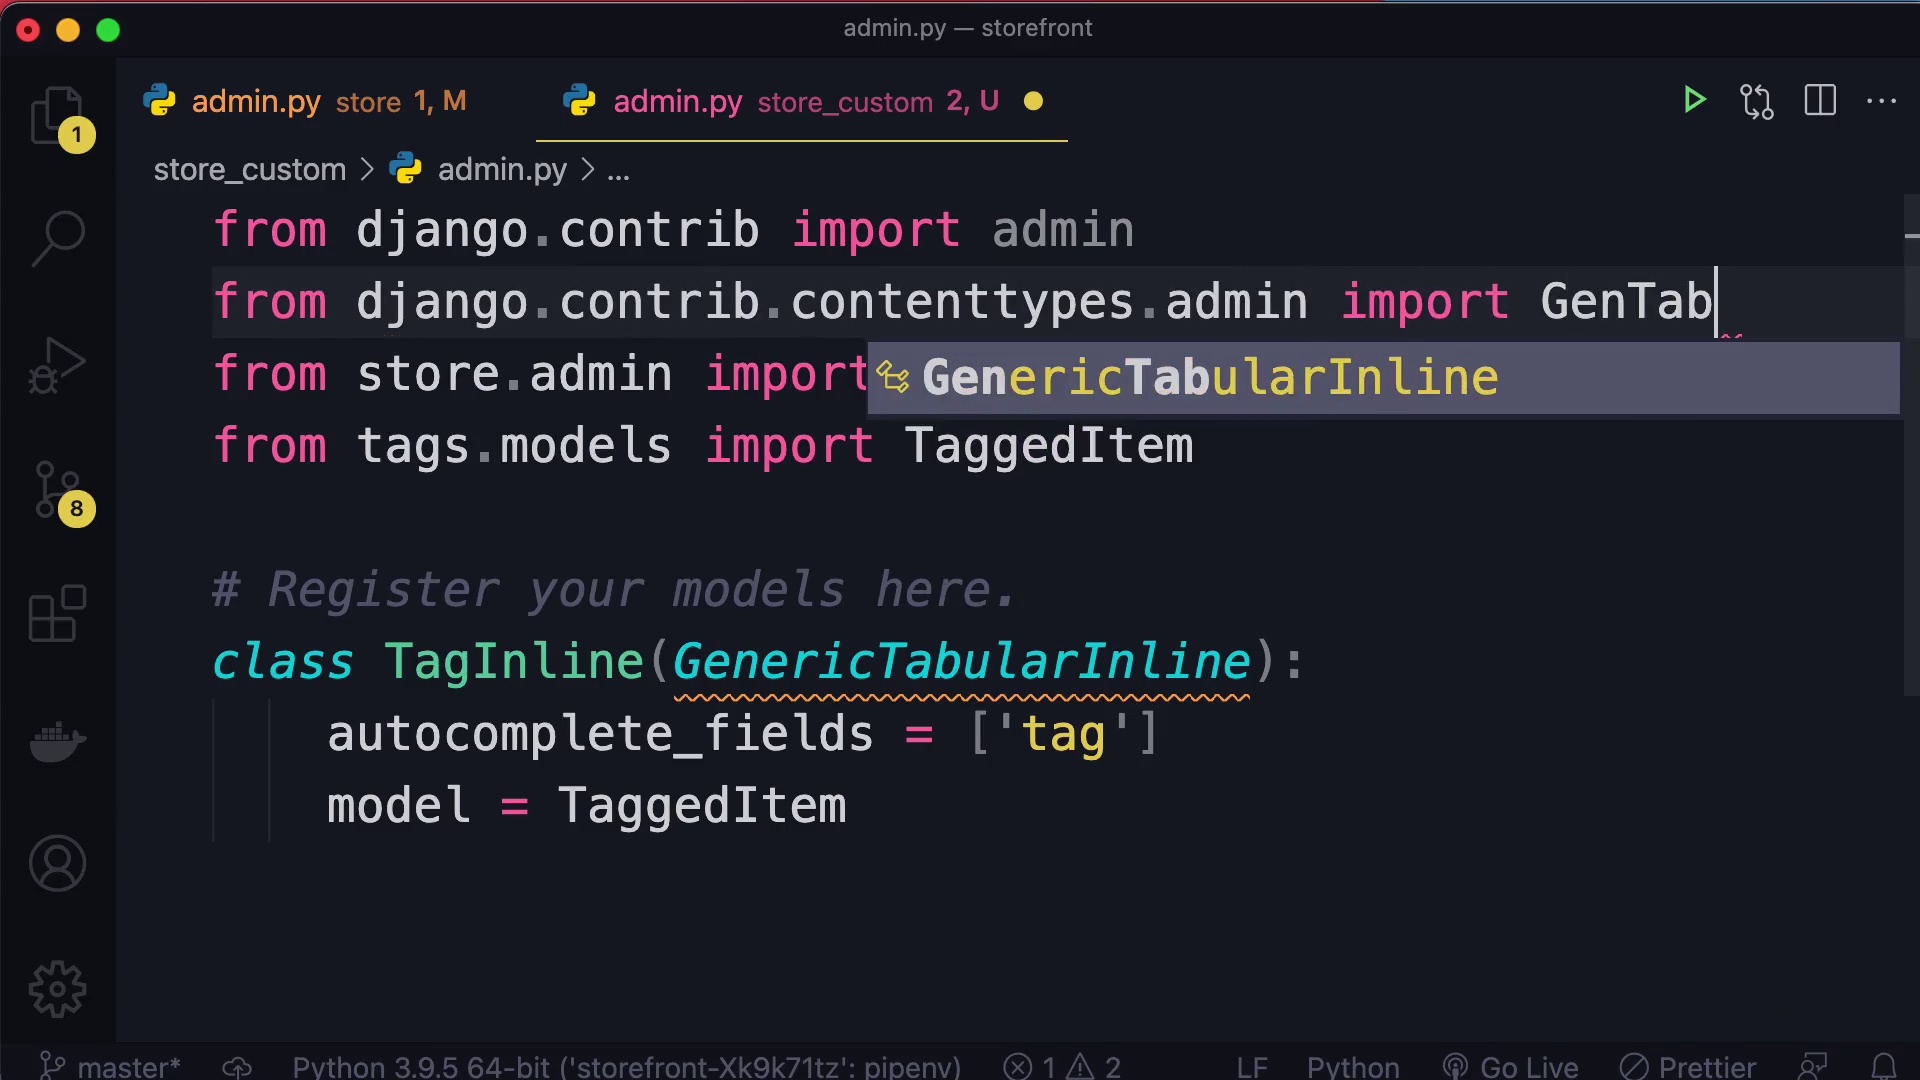 admin.py — storefront
admin.py store 1, M
admin.py store_custom 2, U
1
store_custom > admin.py > ...
from django.contrib import admin
from django.contrib.contenttypes.admin import GenTab
from store.admin import
GenericTabularInline
from tags.models import TaggedItem
8
# Register your models here.
class TagInline(GenericTabularInline):
autocomplete_fields = ['tag']
model = TaggedItem
master* Python 3.9.5 64-bit ('storefront-Xk9k71tz': pipenv) 1 2 LF Python Go Live Prettier